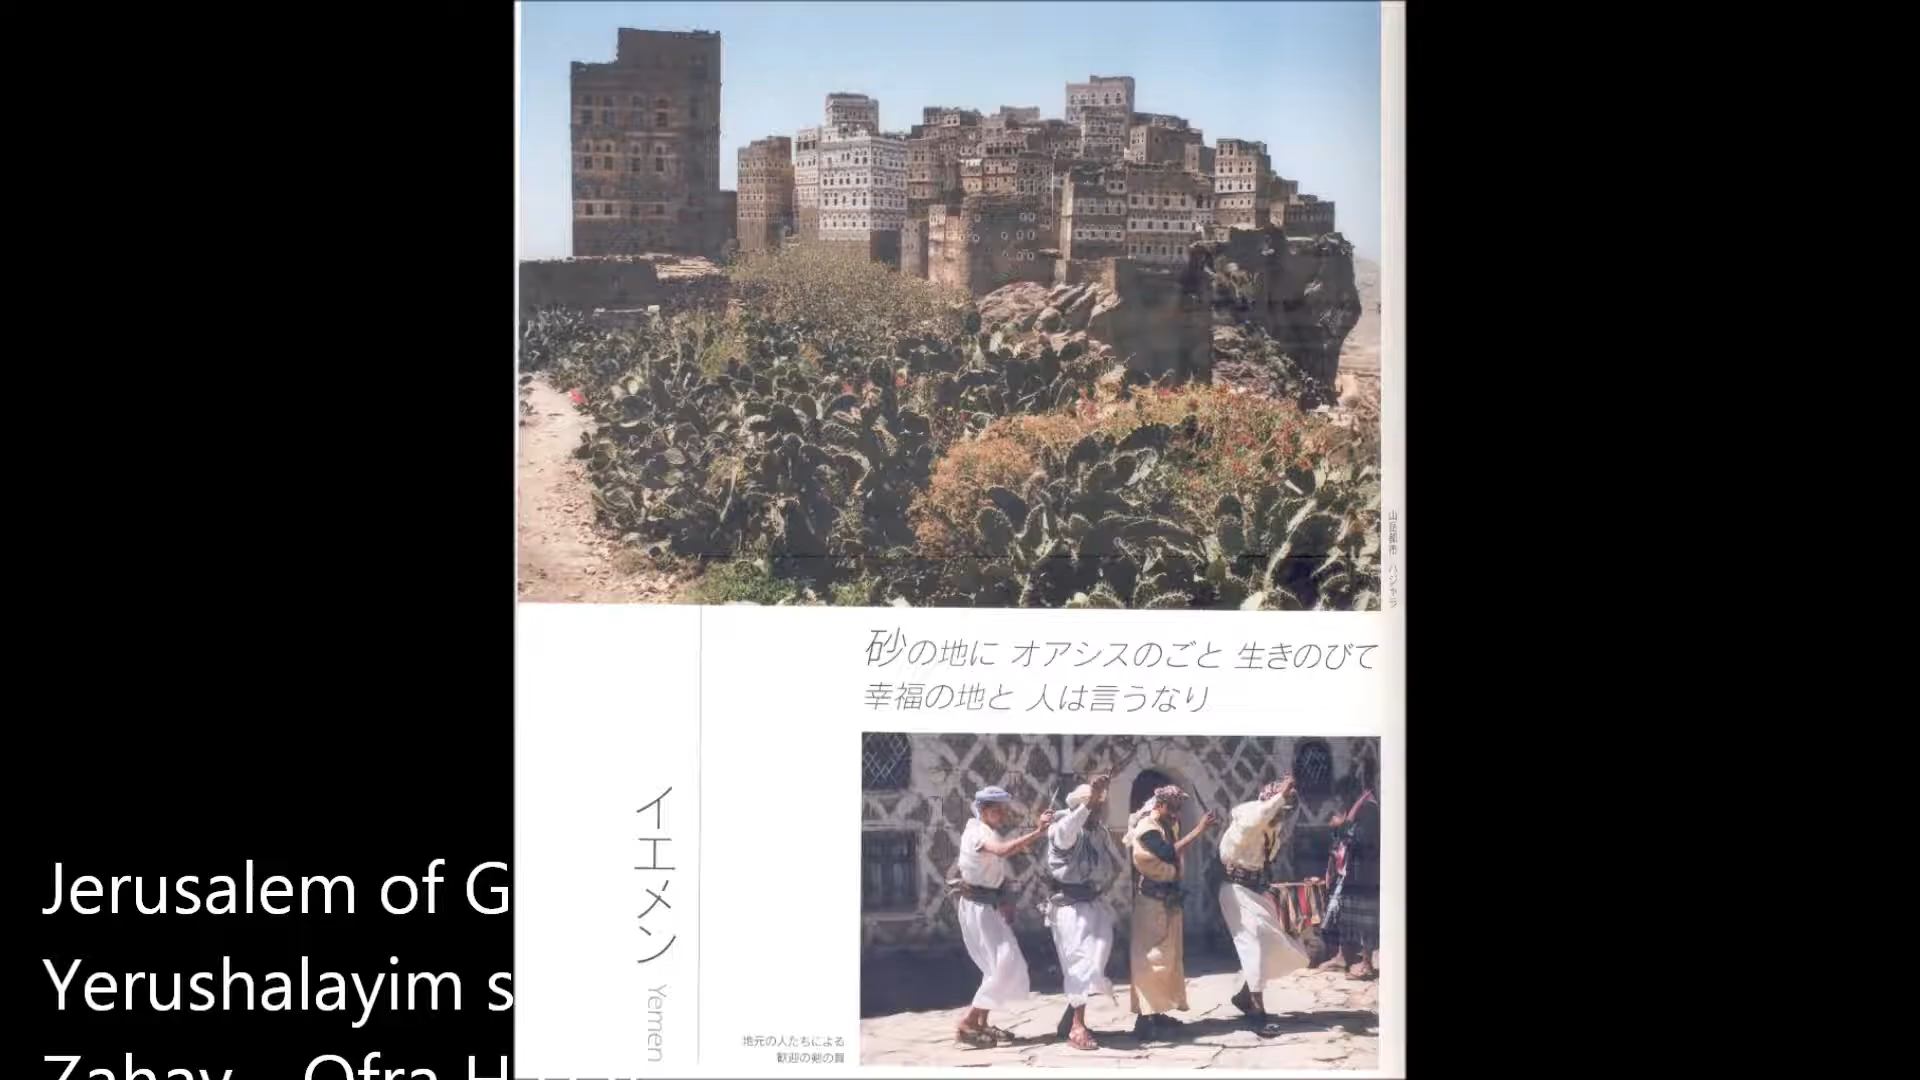 山岳都市 ハジャラ
砂の地に オアシスのごと 生きのびて
幸福の地と 人は言うなり
イエメン Yemen
地元の人たちによる
歓迎の剣の舞
Jerusalem of G
Yerushalayim s
Zahav
Ofra H